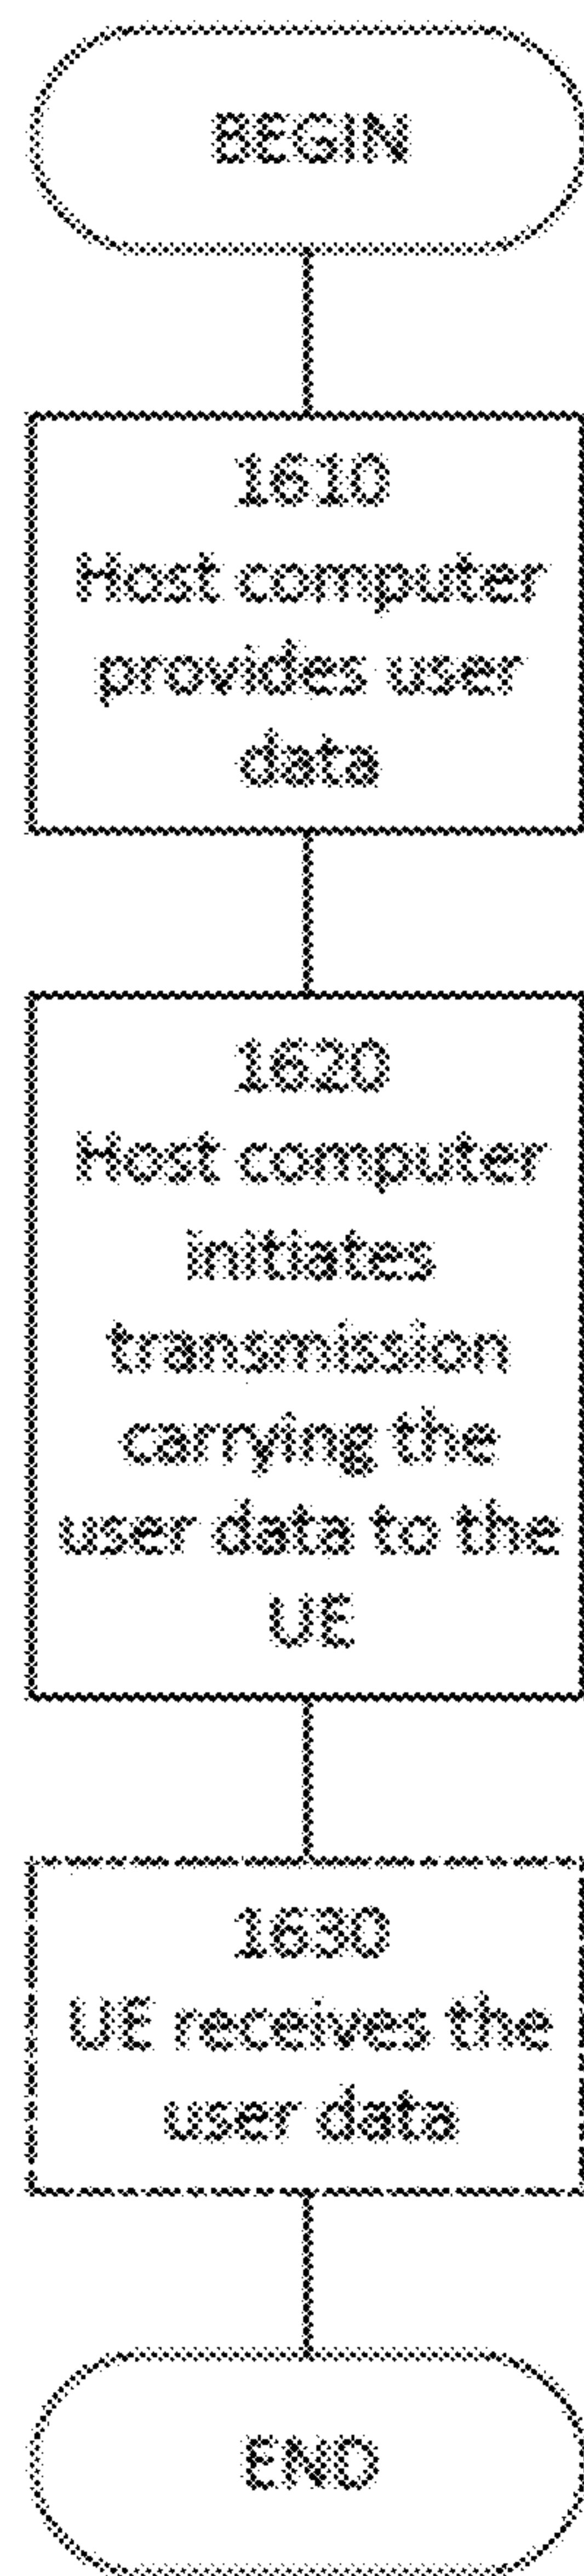 BEGIN
1610
Host computer
provides user
data
1620
Host computer
initiates
transmission
carrying the
user data to the
UE
1630
UE receives the
user data
END